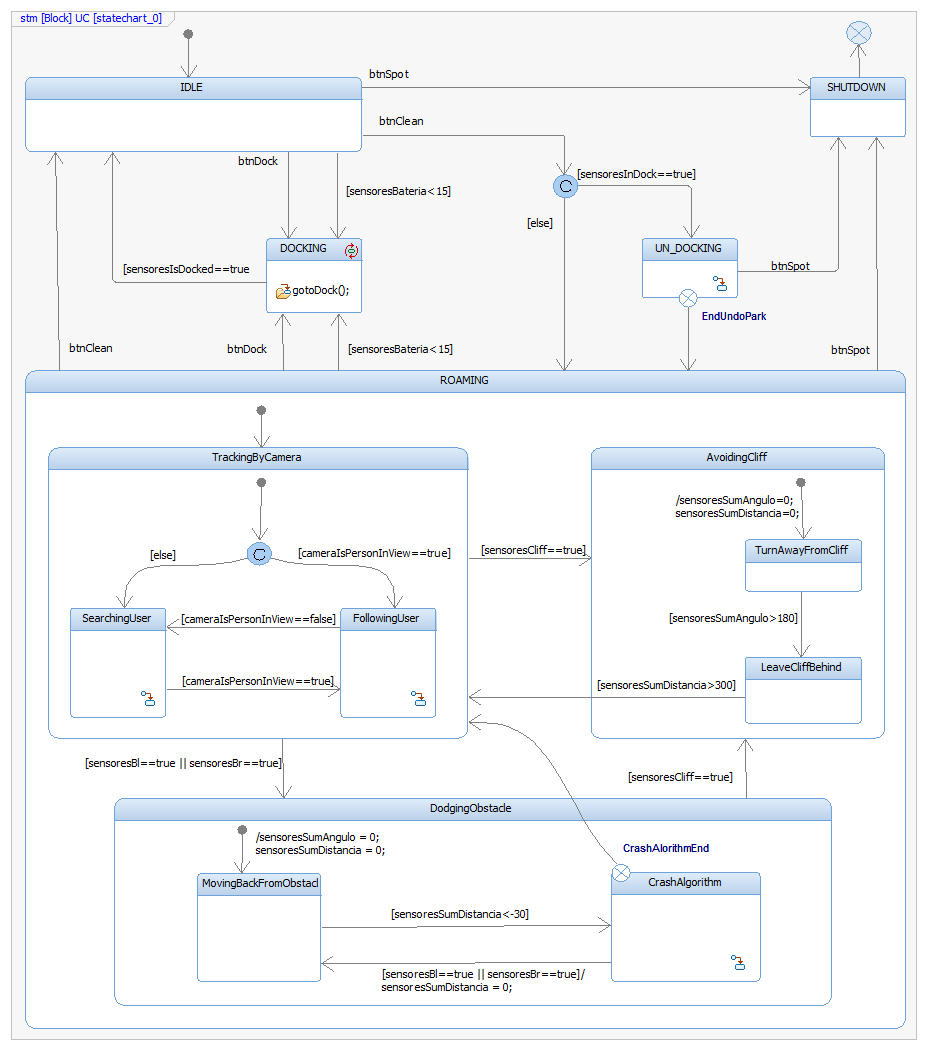 stm [Block] UC [statechart_0]
IDLE
btnSpot
SHUTDOWN
btnClean
btnDock
[sensoresInDock==true]
[sensoresBateria<15]
[else]
DOCKING
UN_DOCKING
[sensoresIsDocked==true
btnSpot
gotoDock();
EndUndoPark
btnClean
btnDock
[sensoresBateria<15]
btnSpot
ROAMING
TrackingByCamera
AvoidingCliff
/sensoresSumAngulo=0;
sensoresSumDistancia=0;
[else]
[cameraIsPersonInView==true]
[sensoresCliff==true]
TurnAwayFromCliff
SearchingUser
[cameraIsPersonInView==false]
FollowingUser
[sensoresSumAngulo>180]
LeaveCliffBehind
[cameraIsPersonInView==true]
[sensoresSumDistancia>300]
[sensoresBl==true || sensoresBr==true]
[sensoresCliff==true]
DodgingObstacle
/sensoresSumAngulo = 0;
sensoresSumDistancia = 0;
CrashAlorithmEnd
MovingBackFromObstacl
CrashAlgorithm
[sensoresSumDistancia<-30]
[sensoresBl==true || sensoresBr==true]/
sensoresSumDistancia = 0;